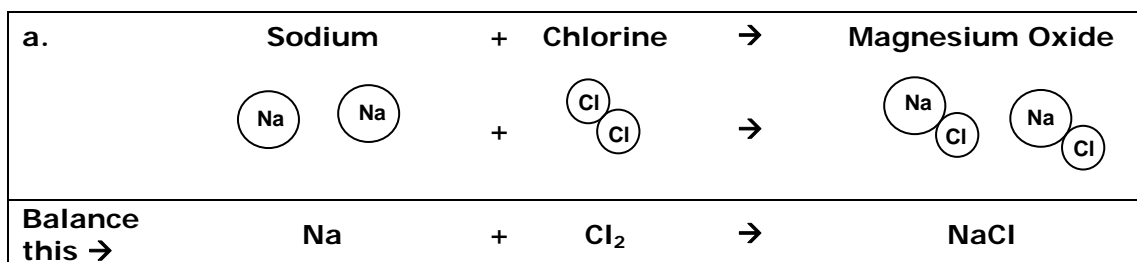 a. Sodium + Chlorine → Magnesium Oxide
Na Na + Cl Cl → Na Cl Na Cl
Balance this → Na + Cl₂ → NaCl